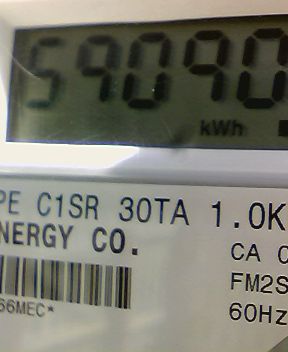 59090
kWh
PE C1SR 30TA 1.0K
NERGY CO.
CA
FM2S
60Hz
66MEC*